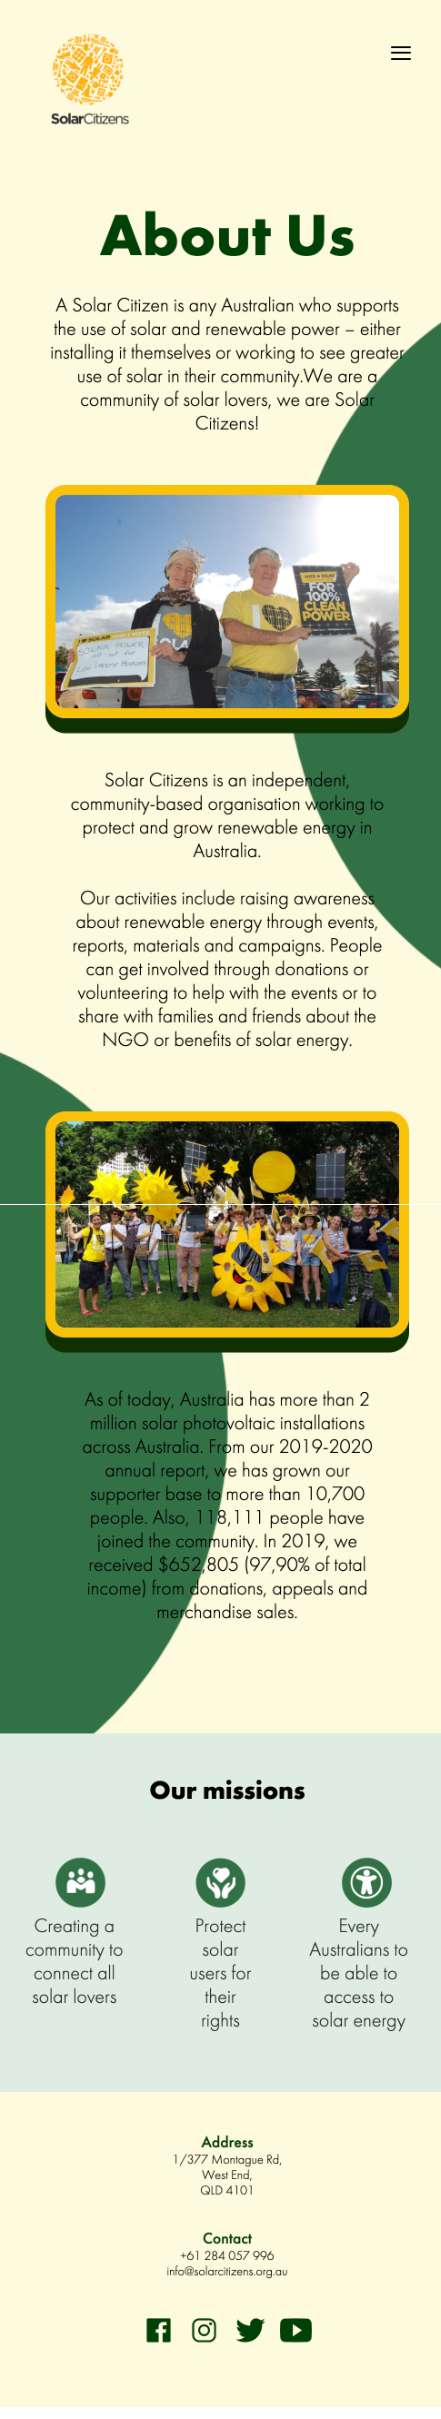 SolarCitizens
About Us
A Solar Citizen is any Australian who supports
the use of solar and renewable power – either
installing it themselves or working to see greater
use of solar in their community.We are a
community of solar lovers, we are Solar
Citizens!
VOTE 4 SOLAR
FOR
100%
CLEAN
POWER
SOLAR
SOLAR POWER
Solar Citizens is an independent,
community-based organisation working to
protect and grow renewable energy in
Australia.
Our activities include raising awareness
about renewable energy through events,
reports, materials and campaigns. People
can get involved through donations or
volunteering to help with the events or to
share with families and friends about the
NGO or benefits of solar energy.
As of today, Australia has more than 2
million solar photovoltaic installations
across Australia. From our 2019-2020
annual report, we has grown our
supporter base to more than 10,700
people. Also, 118,111 people have
joined the community. In 2019, we
received $652,805 (97,90% of total
income) from donations, appeals and
merchandise sales.
Our missions
Creating a
community to
connect all
solar lovers
Protect
solar
users for
their
rights
Every
Australians to
be able to
access to
solar energy
Address
1/377 Montague Rd,
West End,
QLD 4101
Contact
+61 284 057 996
info@solarcitizens.org.au